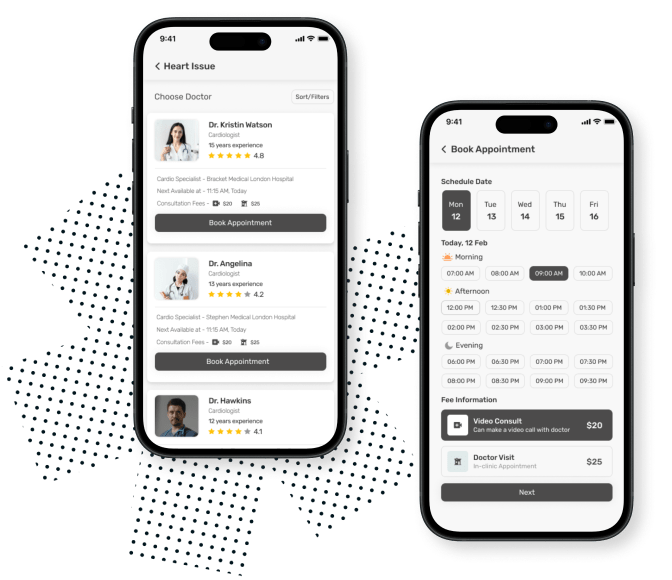 9:41
Heart Issue
Choose Doctor
Sort/Filters
Dr. Kristin Watson
Cardiologist
15 years experience
4.8
Cardio Specialist - Bracket Medical London Hospital
Next Available at - 11:15 AM, Today
Consultation Fees - $20 $25
Book Appointment
Dr. Angelina
Cardiologist
13 years experience
4.2
Cardio Specialist - Stephen Medical London Hospital
Next Available at - 11:15 AM, Today
Consultation Fees - $20 $25
Book Appointment
Dr. Hawkins
Cardiologist
12 years experience
4.1
9:41
Book Appointment
Schedule Date
Mon Tue Wed Thu Fri
12 13 14 15 16
Today, 12 Feb
Morning
07:00 AM 08:00 AM 09:00 AM 10:00 AM
Afternoon
12:00 PM 12:30 PM 01:00 PM 01:30 PM
02:00 PM 02:30 PM 03:00 PM 03:30 PM
Evening
06:00 PM 06:30 PM 07:00 PM 07:30 PM
08:00 PM 08:30 PM 09:00 PM 09:30 PM
Fee Information
Video Consult
Can make a video call with doctor
$20
Doctor Visit
In-clinic Appointment
$25
Next